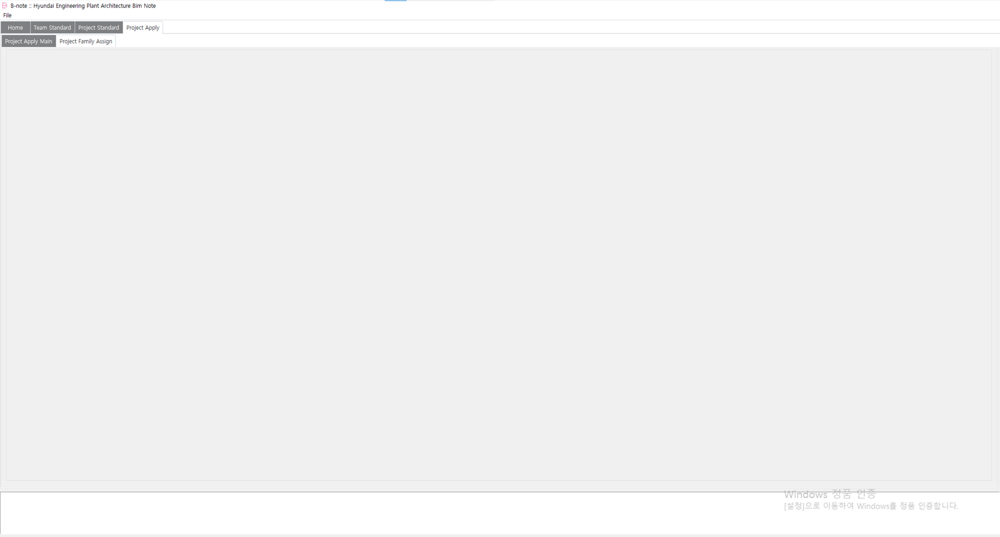 B-note :: Hyundai Engineering Plant Architecture Bim Note
File
Home Team Standard Project Standard Project Apply
Project Apply Main Project Family Assign
Windows 정품 인증
[설정]으로 이동하여 Windows를 정품 인증합니다.